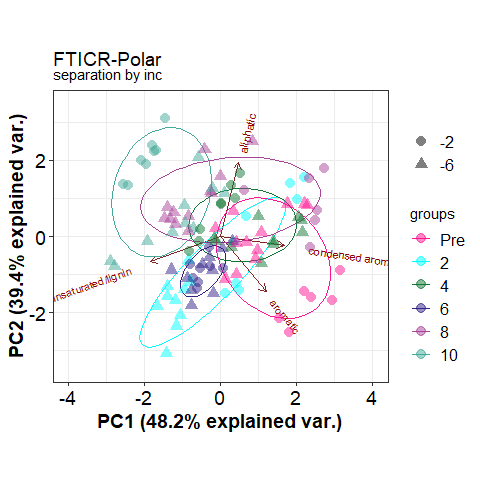 FTICR-Polar
separation by inc
aliphatic
condensed arom
unsaturated/lignin
aromatic
2
0
-2
-4
-2
0
2
4
PC1 (48.2% explained var.)
PC2 (39.4% explained var.)
-2
-6
groups
Pre
2
4
6
8
10